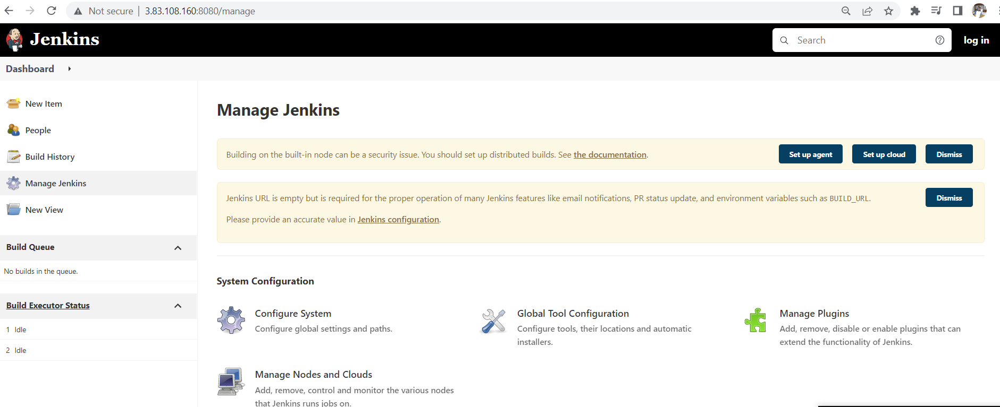 Not secure | 3.83.108.160:8080/manage
Jenkins
Search
log in
Dashboard
New Item
People
Build History
Manage Jenkins
New View
Build Queue
No builds in the queue.
Build Executor Status
1 Idle
2 Idle
Manage Jenkins
Building on the built-in node can be a security issue. You should set up distributed builds. See the documentation.
Set up agent
Set up cloud
Dismiss
Jenkins URL is empty but is required for the proper operation of many Jenkins features like email notifications, PR status update, and environment variables such as BUILD_URL.
Dismiss
Please provide an accurate value in Jenkins configuration.
System Configuration
Configure System
Configure global settings and paths.
Global Tool Configuration
Configure tools, their locations and automatic
installers.
Manage Plugins
Add, remove, disable or enable plugins that can
extend the functionality of Jenkins.
Manage Nodes and Clouds
Add, remove, control and monitor the various nodes
that Jenkins runs jobs on.